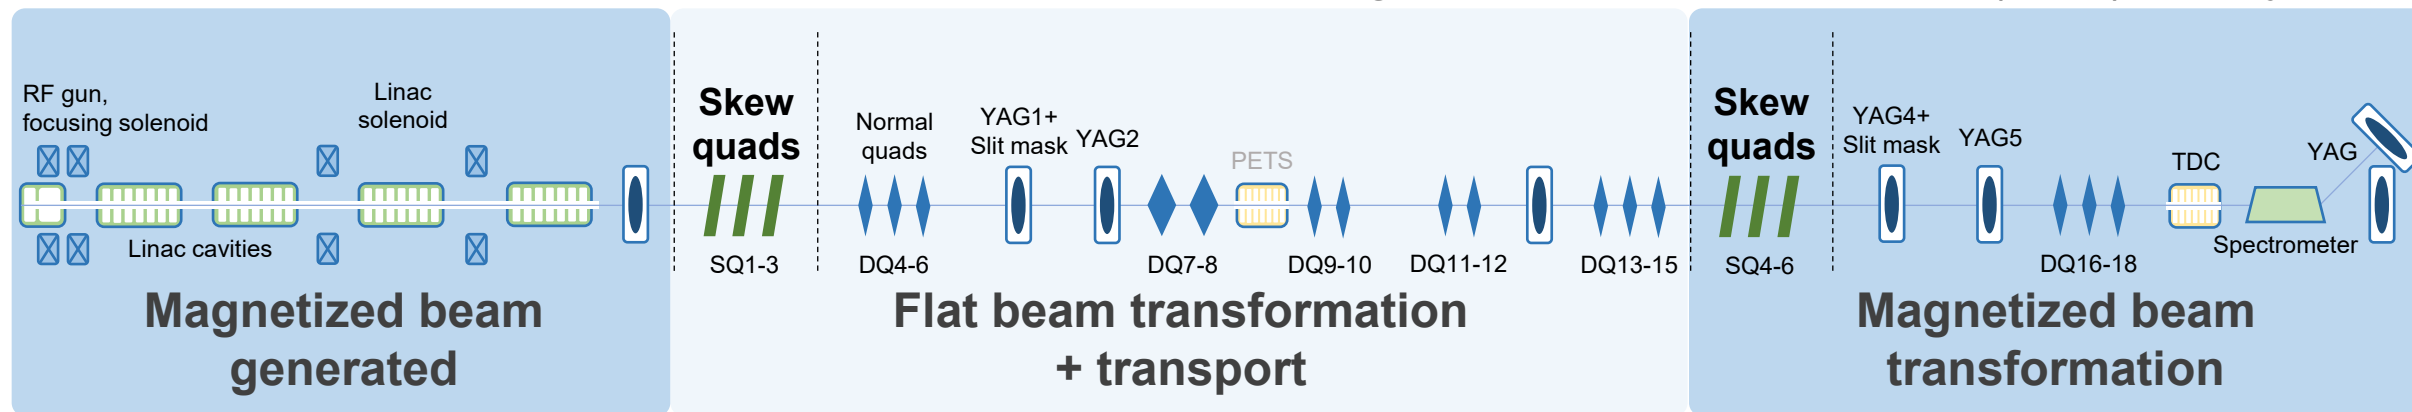 RF gun,
focusing solenoid
Linac
solenoid
Linac cavities
Magnetized beam
generated
Skew
quads
SQ1-3
Normal
quads
DQ4-6
YAG1+
Slit mask
YAG2
DQ7-8
PETS
DQ9-10
DQ11-12
DQ13-15
Flat beam transformation
+ transport
Skew
quads
SQ4-6
YAG4+
Slit mask
YAG5
DQ16-18
TDC
Spectrometer
YAG
Magnetized beam
transformation